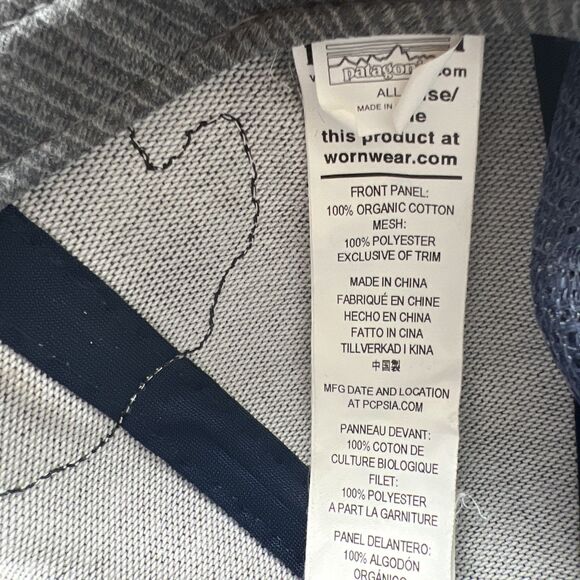 patagon
ALL
MADE IN
this product at
wornwear.com
FRONT PANEL:
100% ORGANIC COTTON
MESH:
100% POLYESTER
EXCLUSIVE OF TRIM
MADE IN CHINA
FABRIQUÉ EN CHINE
HECHO EN CHINA
FATTO IN CINA
TILLVERKAD I KINA
中国製
MFG DATE AND LOCATION
AT PCPSIA.COM
PANNEAU DEVANT:
100% COTON DE
CULTURE BIOLOGIQUE
FILET:
100% POLYESTER
A PART LA GARNITURE
PANEL DELANTERO:
100% ALGODÓN
ORGÁNICO